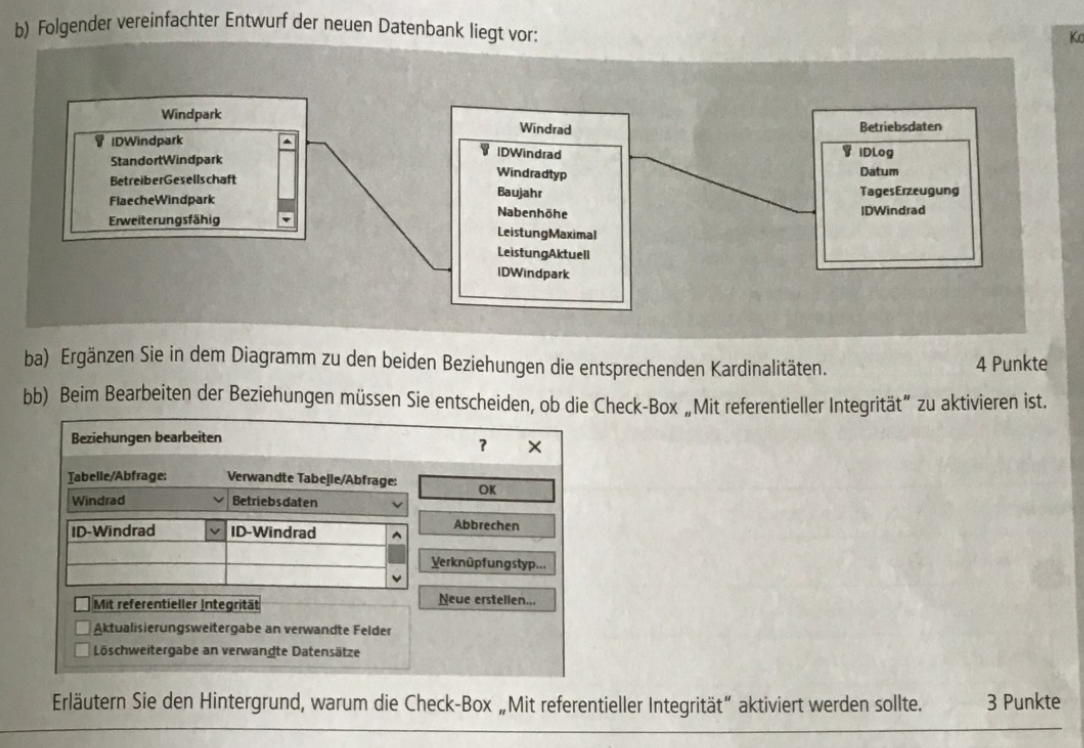 b) Folgender vereinfachter Entwurf der neuen Datenbank liegt vor:
Windpark
IDWindpark
StandortWindpark
BetreiberGesellschaft
FlaecheWindpark
Erweiterungsfähig
Windrad
IDWindrad
Windradtyp
Baujahr
Nabenhöhe
LeistungMaximal
LeistungAktuell
IDWindpark
Betriebsdaten
IDLog
Datum
TagesErzeugung
IDWindrad
ba) Ergänzen Sie in dem Diagramm zu den beiden Beziehungen die entsprechenden Kardinalitäten. 4 Punkte
bb) Beim Bearbeiten der Beziehungen müssen Sie entscheiden, ob die Check-Box „Mit referentieller Integrität" zu aktivieren ist.
Beziehungen bearbeiten ? X
Tabelle/Abfrage: Verwandte Tabelle/Abfrage:
Windrad Betriebsdaten
ID-Windrad ID-Windrad
Mit referentieller Integrität
Aktualisierungsweitergabe an verwandte Felder
Löschweitergabe an verwandte Datensätze
OK
Abbrechen
Verknüpfungstyp...
Neue erstellen...
Erläutern Sie den Hintergrund, warum die Check-Box „Mit referentieller Integrität" aktiviert werden sollte. 3 Punkte